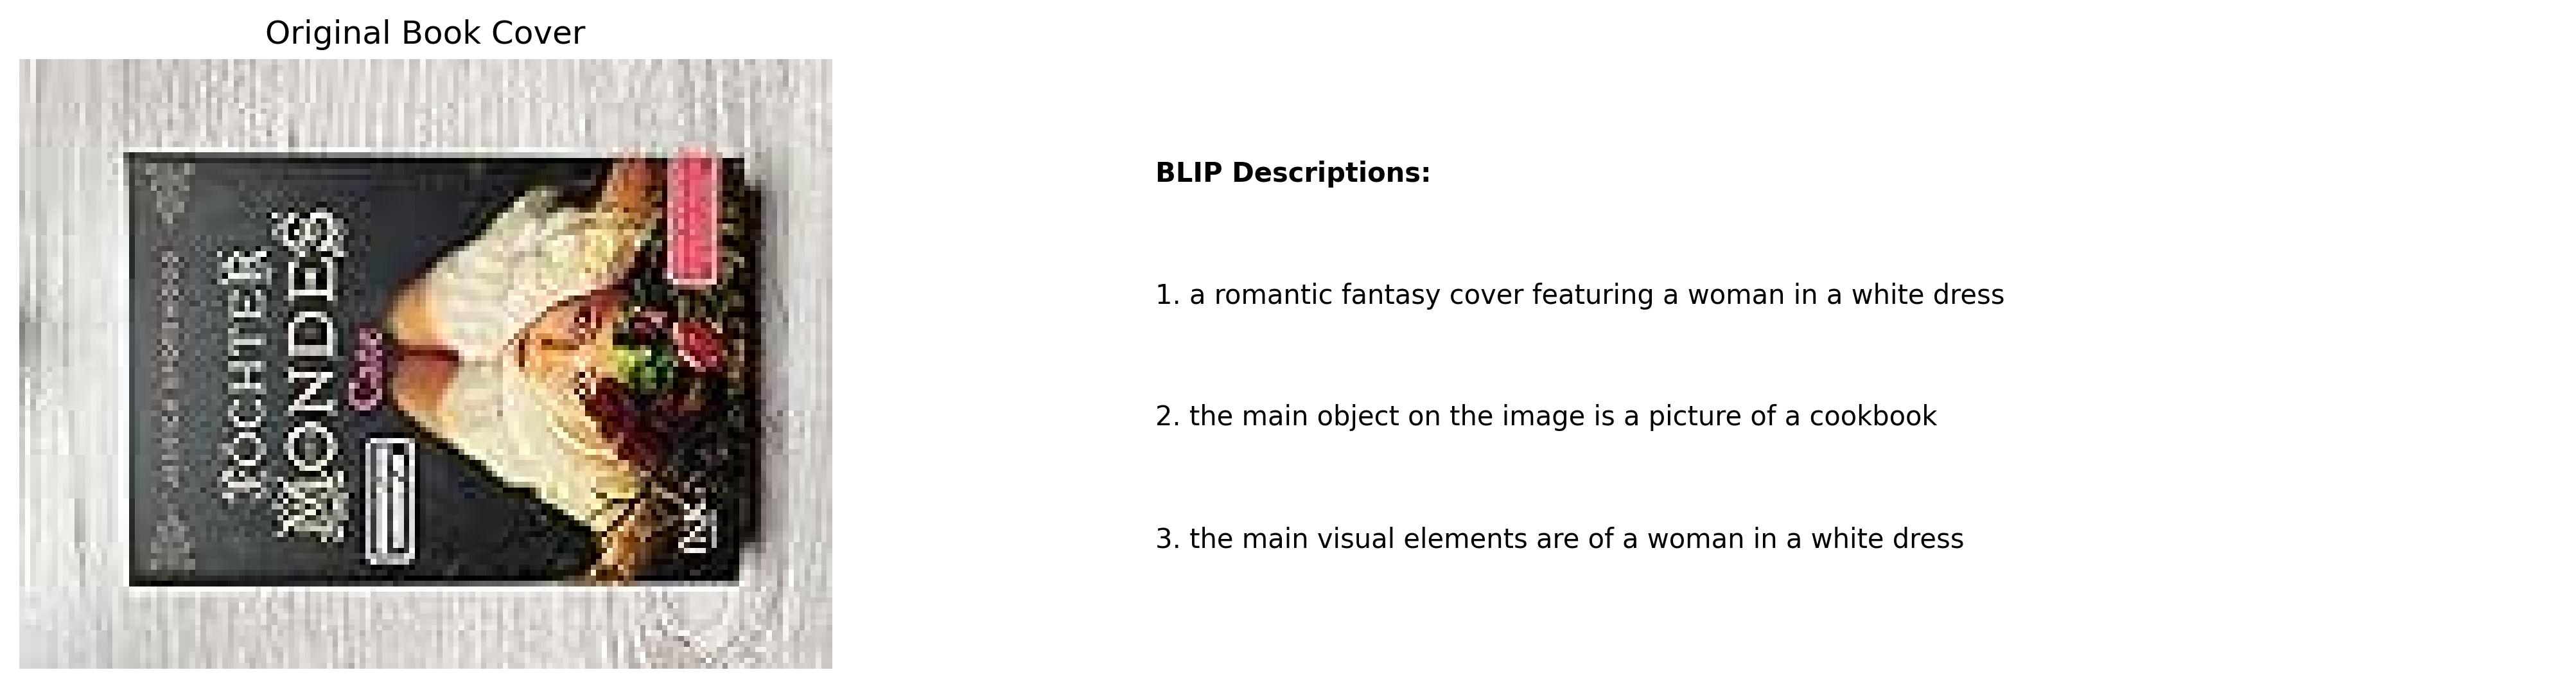 Original Book Cover
TOCHTER
MONDES
BLIP Descriptions:
1. a romantic fantasy cover featuring a woman in a white dress
2. the main object on the image is a picture of a cookbook
3. the main visual elements are of a woman in a white dress